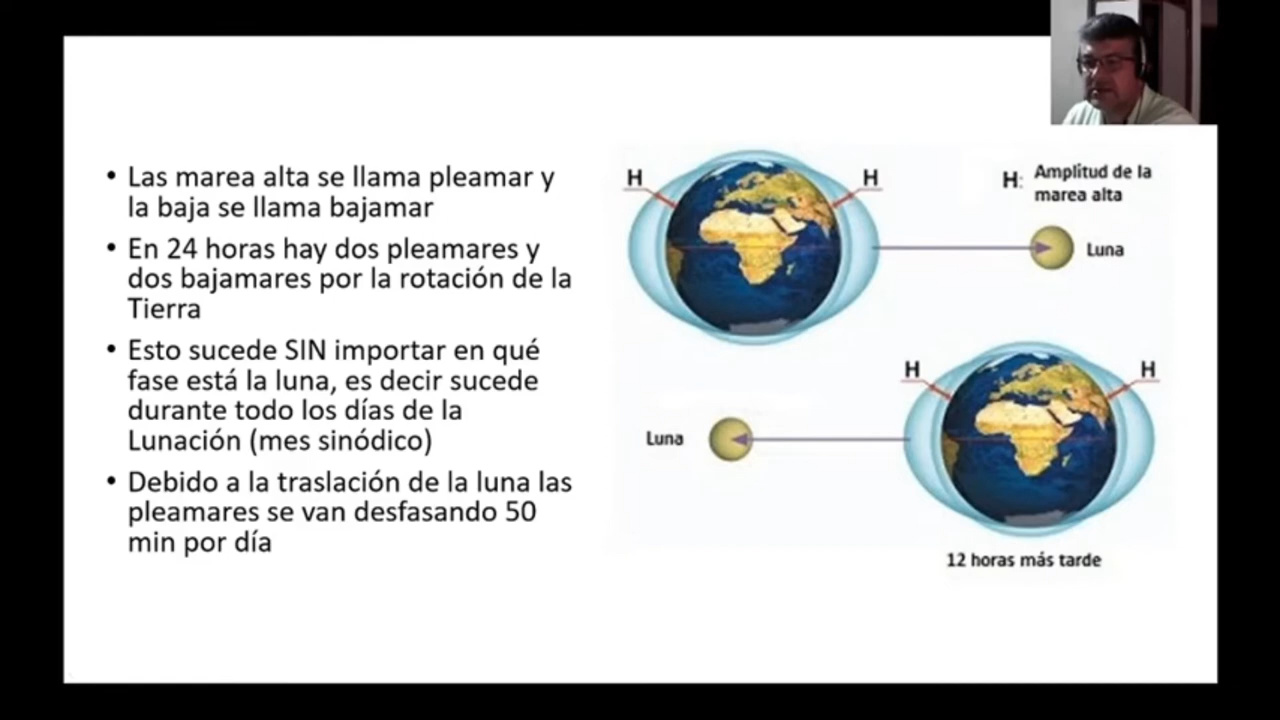 • Las marea alta se llama pleamar y
la baja se llama bajamar
• En 24 horas hay dos pleamares y
dos bajamares por la rotación de la
Tierra
• Esto sucede SIN importar en qué
fase está la luna, es decir sucede
durante todo los días de la
Lunación (mes sinódico)
• Debido a la traslación de la luna las
pleamares se van desfasando 50
min por día
H
H
H: Amplitud de la
marea alta
Luna
H
H
Luna
12 horas más tarde